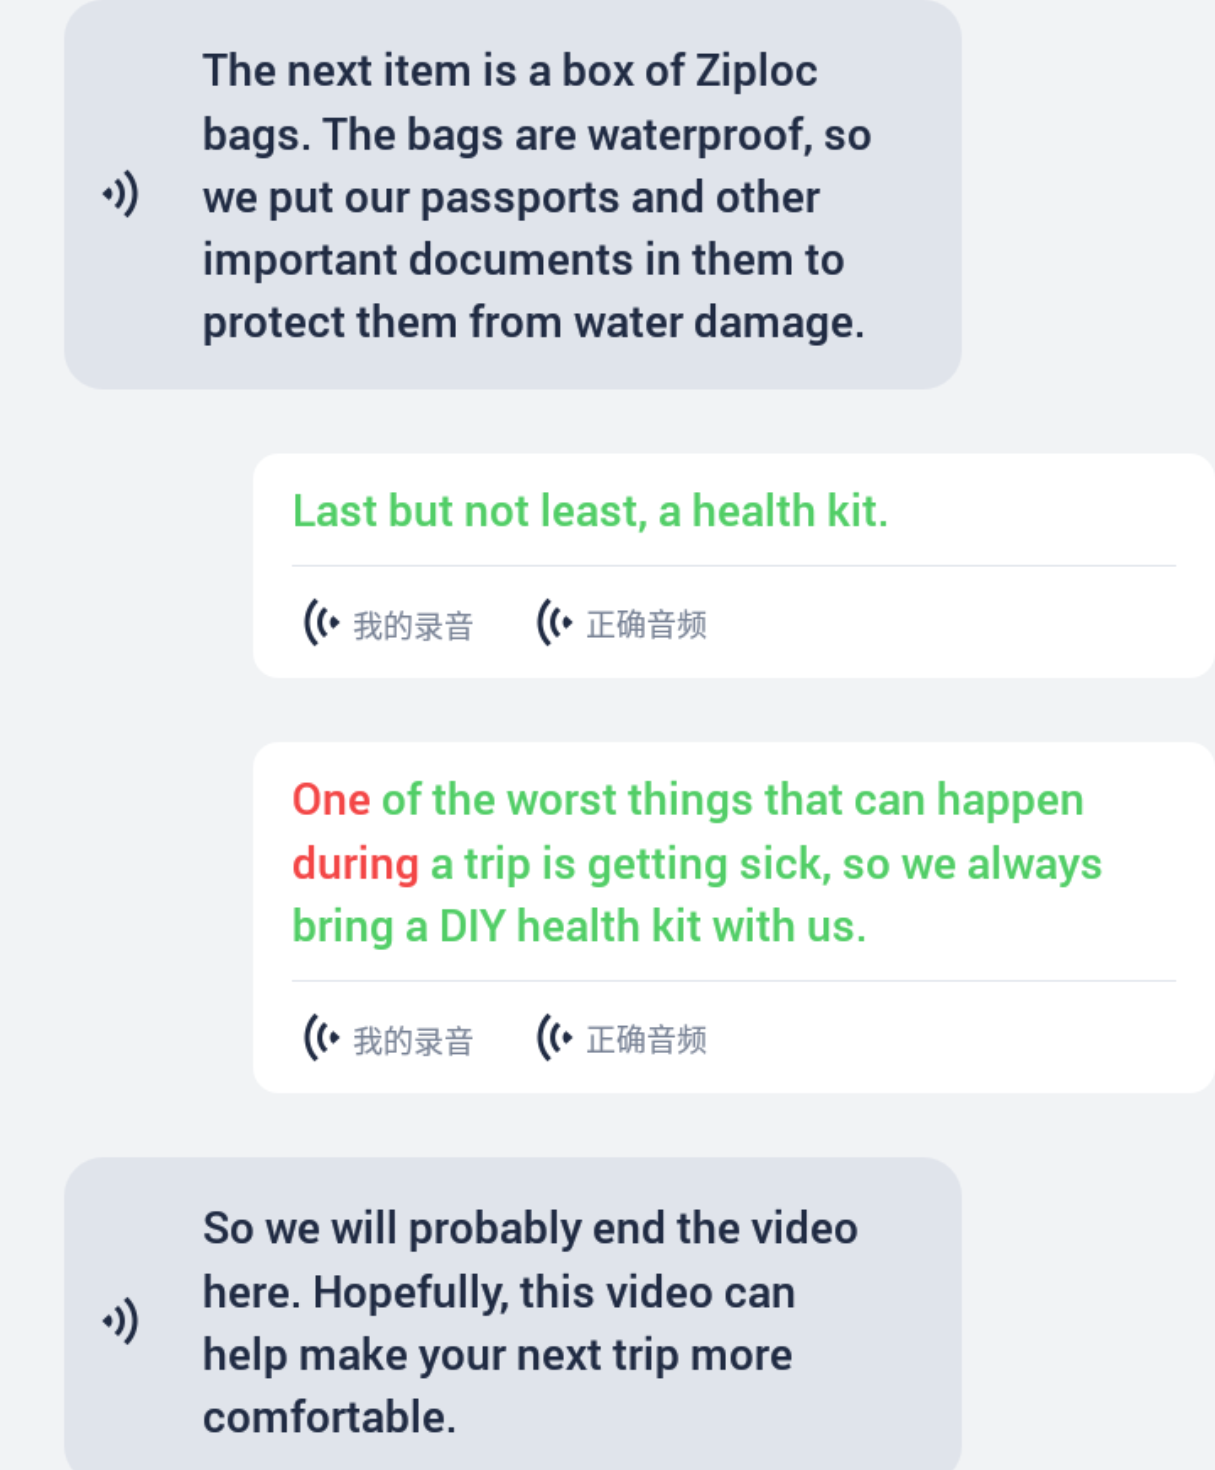 The next item is a box of Ziploc
bags. The bags are waterproof, so
we put our passports and other
important documents in them to
protect them from water damage.
Last but not least, a health kit.
我的录音 正确音频
One of the worst things that can happen
during a trip is getting sick, so we always
bring a DIY health kit with us.
我的录音 正确音频
So we will probably end the video
here. Hopefully, this video can
help make your next trip more
comfortable.